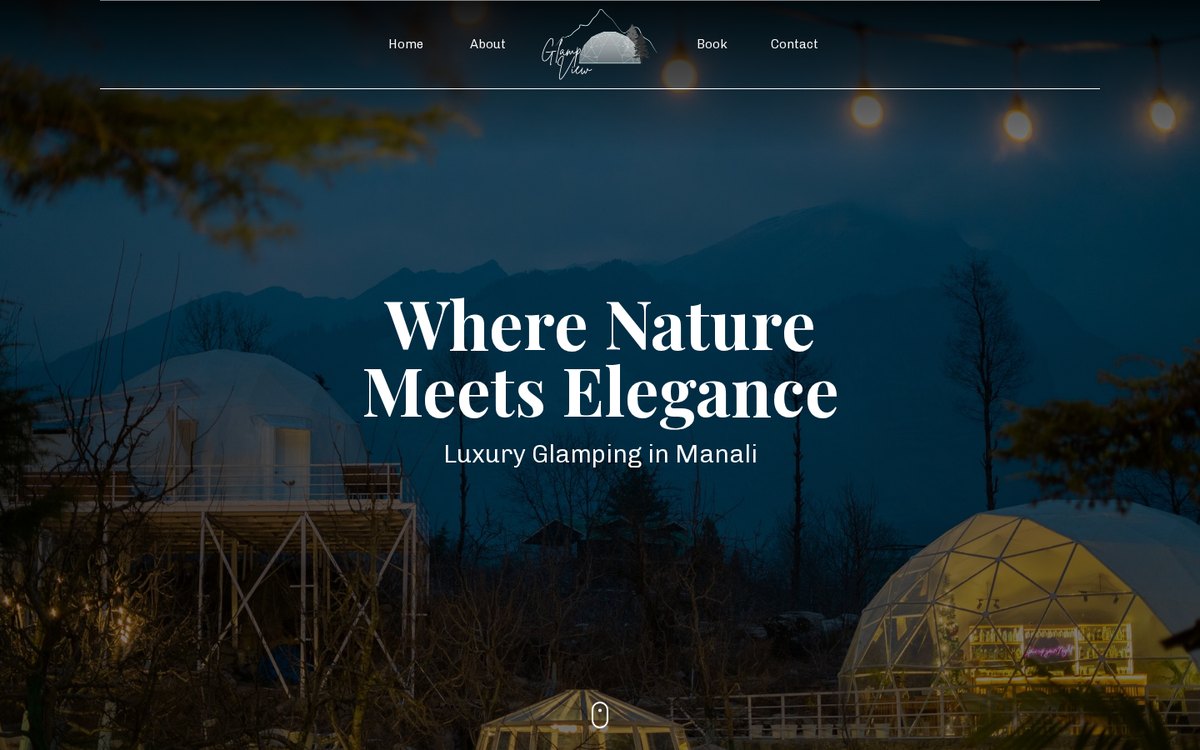 Home
About
Glamp
View
Book
Contact
Where Nature
Meets Elegance
Luxury Glamping in Manali